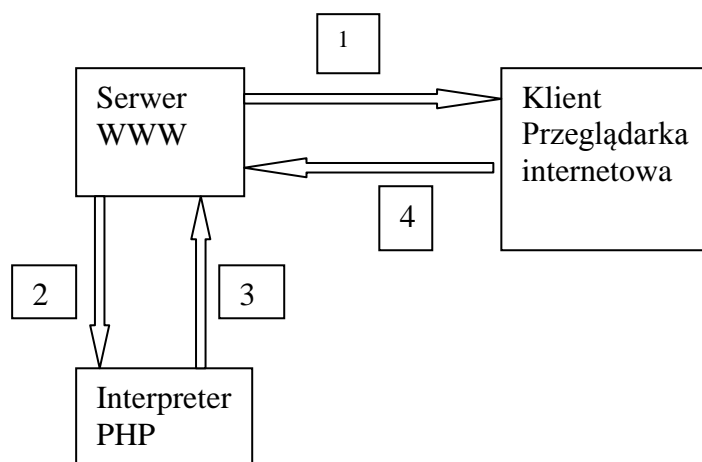 1
Serwer
WWW
Klient
Przeglądarka
internetowa
4
2
3
Interpreter
PHP